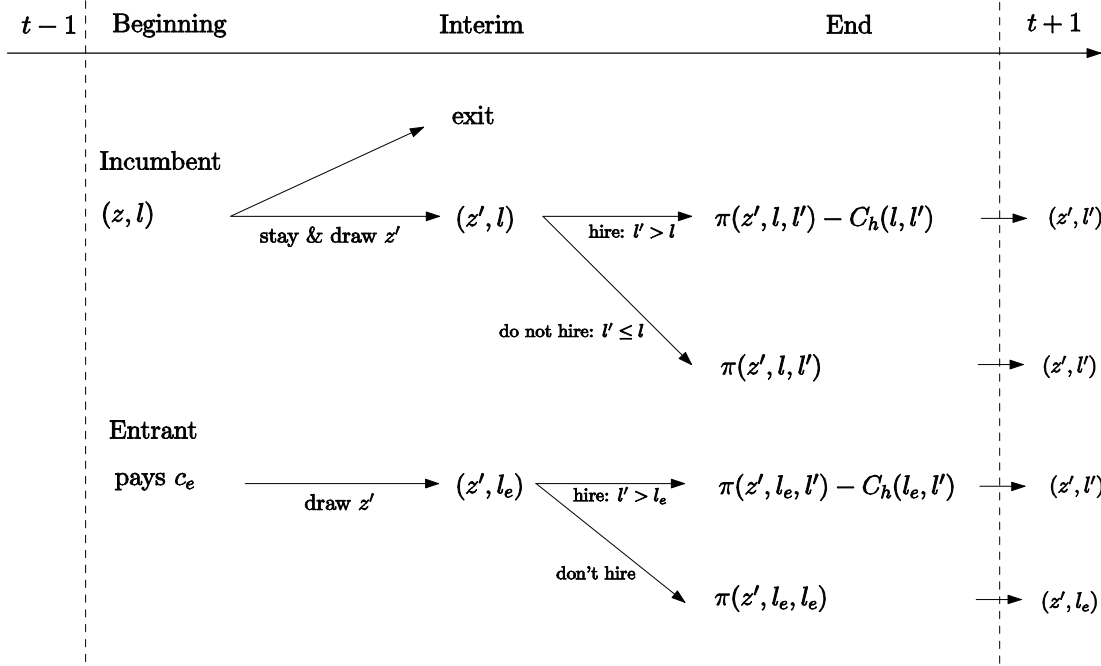 t − 1 Beginning Interim End t + 1
exit
Incumbent
(z, l) stay & draw z′ (z′, l) hire: l′ > l π(z′, l, l′) − C_h(l, l′) (z′, l′)
do not hire: l′ ≤ l
π(z′, l, l′) (z′, l′)
Entrant
pays c_e draw z′ (z′, l_e) hire: l′ > l_e π(z′, l_e, l′) − C_h(l_e, l′) (z′, l′)
don't hire
π(z′, l_e, l_e) (z′, l_e)